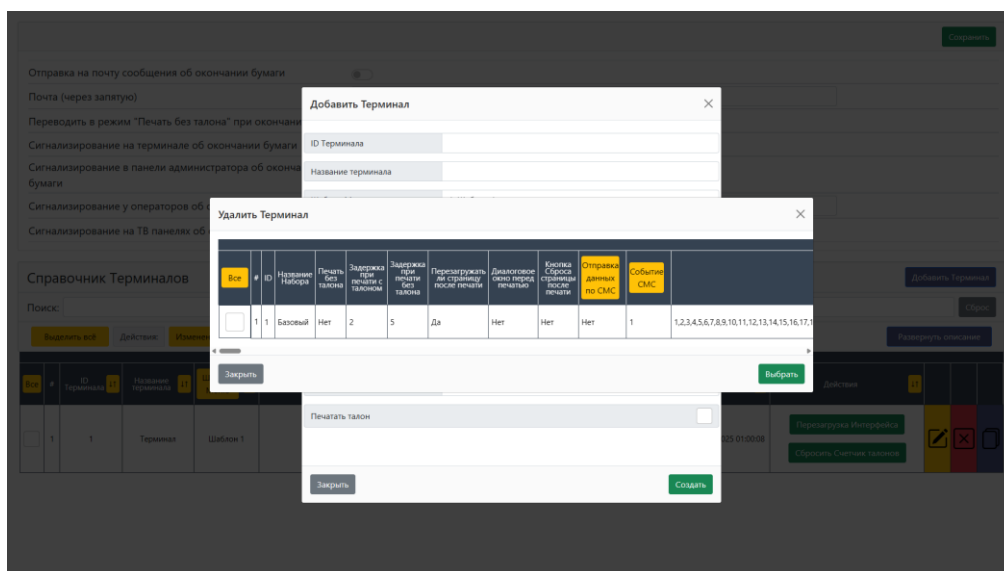 Сохранить
Отправка на почту сообщения об окончании бумаги
Почта (через запятую)
Добавить Терминал
Переводить в режим "Печать без талона" при
Сигнализирование на терминале об окончании бумаги
ID Терминала
Сигнализирование в панели администратора об
бумаги
Название терминала
Сигнализирование у операторов об
Удалить Терминал
Сигнализирование на ТВ панелях об
Все # ID Название Набора Печать без талона Задержка при печати с талоном Задержка при печати без талона Перезагружать ли страницу после печати Диалоговое окно перед печатью Кнопка Сброса страницы после печати Отправка данных по СМС Событие СМС
1 1 Базовый Нет 2 5 Да Нет Нет Нет 1 1,2,3,4,5,6,7,8,9,10,11,12,13,14,15,16,17,1
Закрыть Выбрать
Справочник Терминалов
Добавить Терминал
Поиск:
Сброс
Выделить всё Действия:
Развернуть описание
Все # ID Терминала Название терминала
Действия
Печатать талон
1 1 Терминал Шаблон 1
025 01:00:08
Перезагрузка Интерфейса
Сбросить Счетчик талонов
Закрыть Создать